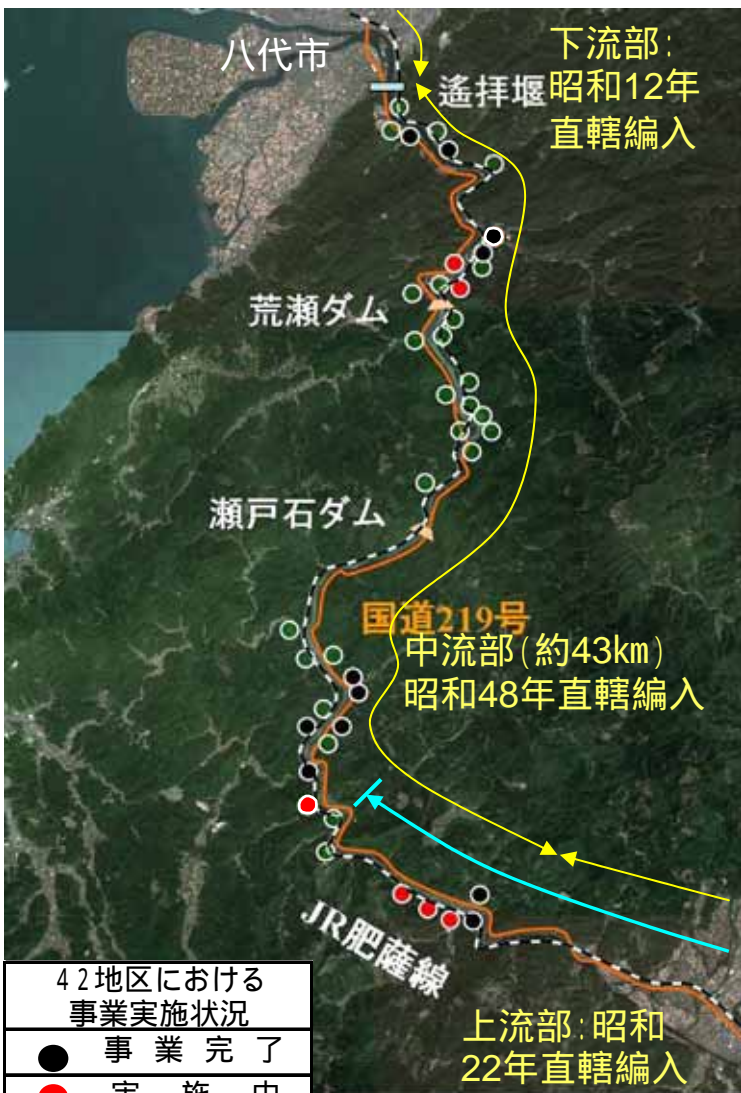 八代市
下流部:
昭和12年
直轄編入
遙拝堰
荒瀬ダム
瀬戸石ダム
国道219号
中流部(約43km)
昭和48年直轄編入
JR肥薩線
上流部:昭和
22年直轄編入
42地区における
事業実施状況
事業完了
実施中